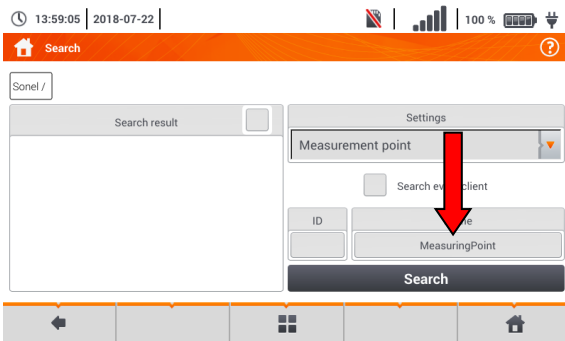 13:59:05 2018-07-22 100 %
Search
Sonel /
Search result
Settings
Measurement point
Search client
ID
MeasuringPoint
Search